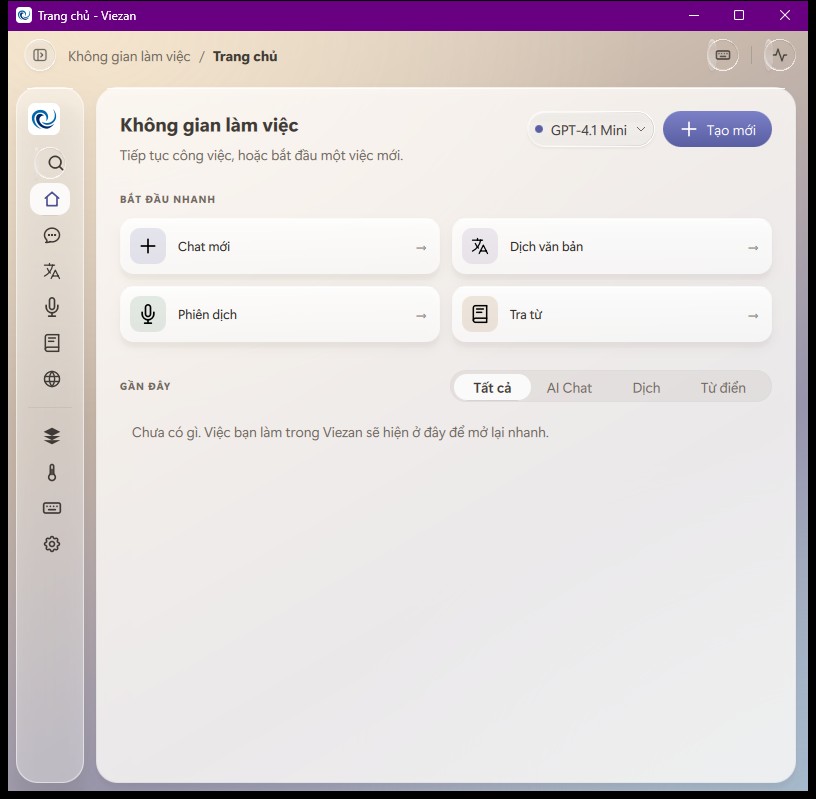 Trang chủ - Viezan
Không gian làm việc / Trang chủ
Không gian làm việc
GPT-4.1 Mini
Tạo mới
Tiếp tục công việc, hoặc bắt đầu một việc mới.
BẮT ĐẦU NHANH
Chat mới →
Dịch văn bản →
Phiên dịch →
Tra từ →
GẦN ĐÂY
Tất cả AI Chat Dịch Từ điển
Chưa có gì. Việc bạn làm trong Viezan sẽ hiện ở đây để mở lại nhanh.